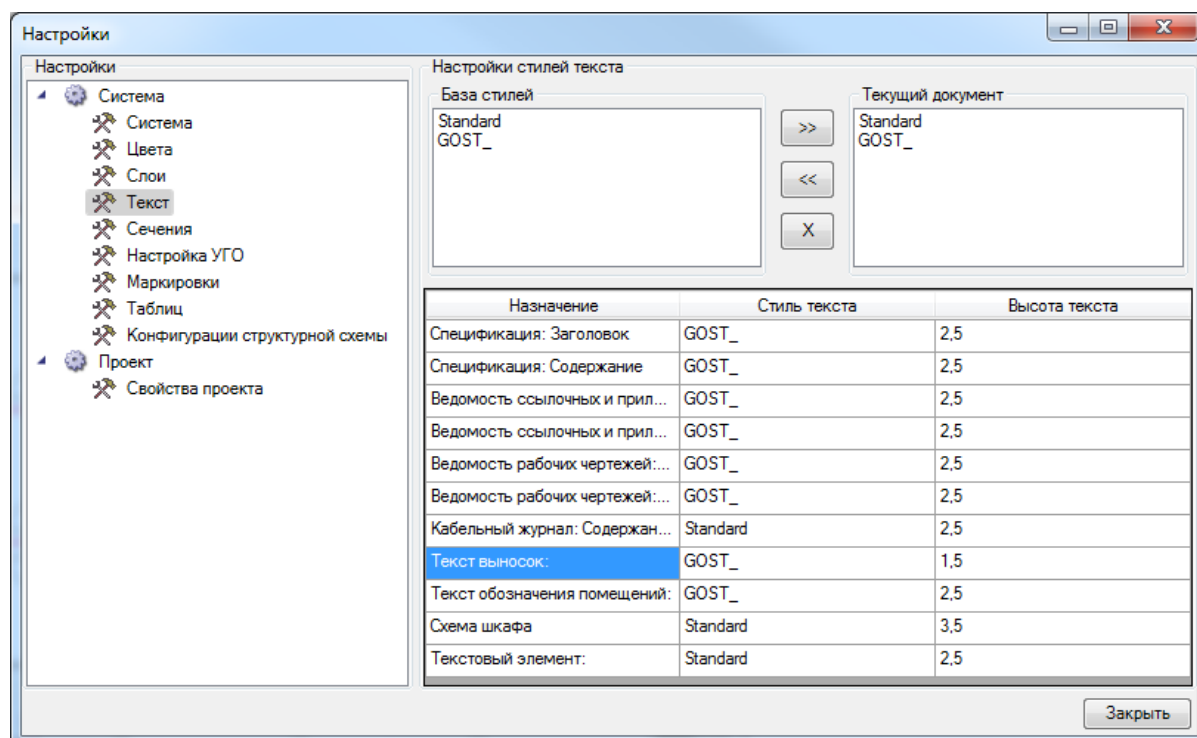 Настройки
X
Настройки
Система
Система
Цвета
Слои
Текст
Сечения
Настройка УГО
Маркировки
Таблиц
Конфигурации структурной схемы
Проект
Свойства проекта
Настройки стилей текста
База стилей
Standard
GOST_
>>
<<
X
Текущий документ
Standard
GOST_
Назначение Стиль текста Высота текста
Спецификация: Заголовок GOST_ 2,5
Спецификация: Содержание GOST_ 2,5
Ведомость ссылочных и прил... GOST_ 2,5
Ведомость ссылочных и прил... GOST_ 2,5
Ведомость рабочих чертежей:... GOST_ 2,5
Ведомость рабочих чертежей:... GOST_ 2,5
Кабельный журнал: Содержан... Standard 2,5
Текст выносок: GOST_ 1,5
Текст обозначения помещений: GOST_ 2,5
Схема шкафа Standard 3,5
Текстовый элемент: Standard 2,5
Закрыть